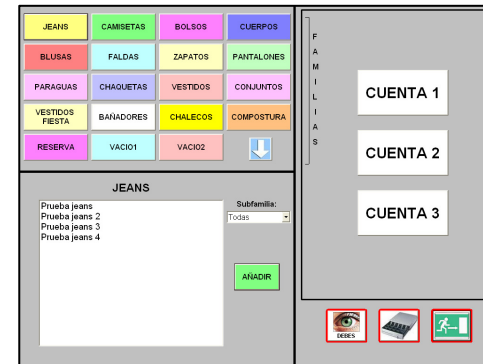 JEANS
CAMISETAS
BOLSOS
CUERPOS
BLUSAS
FALDAS
ZAPATOS
PANTALONES
PARAGUAS
CHAQUETAS
VESTIDOS
CONJUNTOS
VESTIDOS
FIESTA
BAÑADORES
CHALECOS
COMPOSTURA
RESERVA
VACIO1
VACIO2
FAMILIAS
CUENTA 1
CUENTA 2
CUENTA 3
JEANS
Prueba jeans
Prueba jeans 2
Prueba jeans 3
Prueba jeans 4
Subfamilia:
Todas
AÑADIR
DEBES